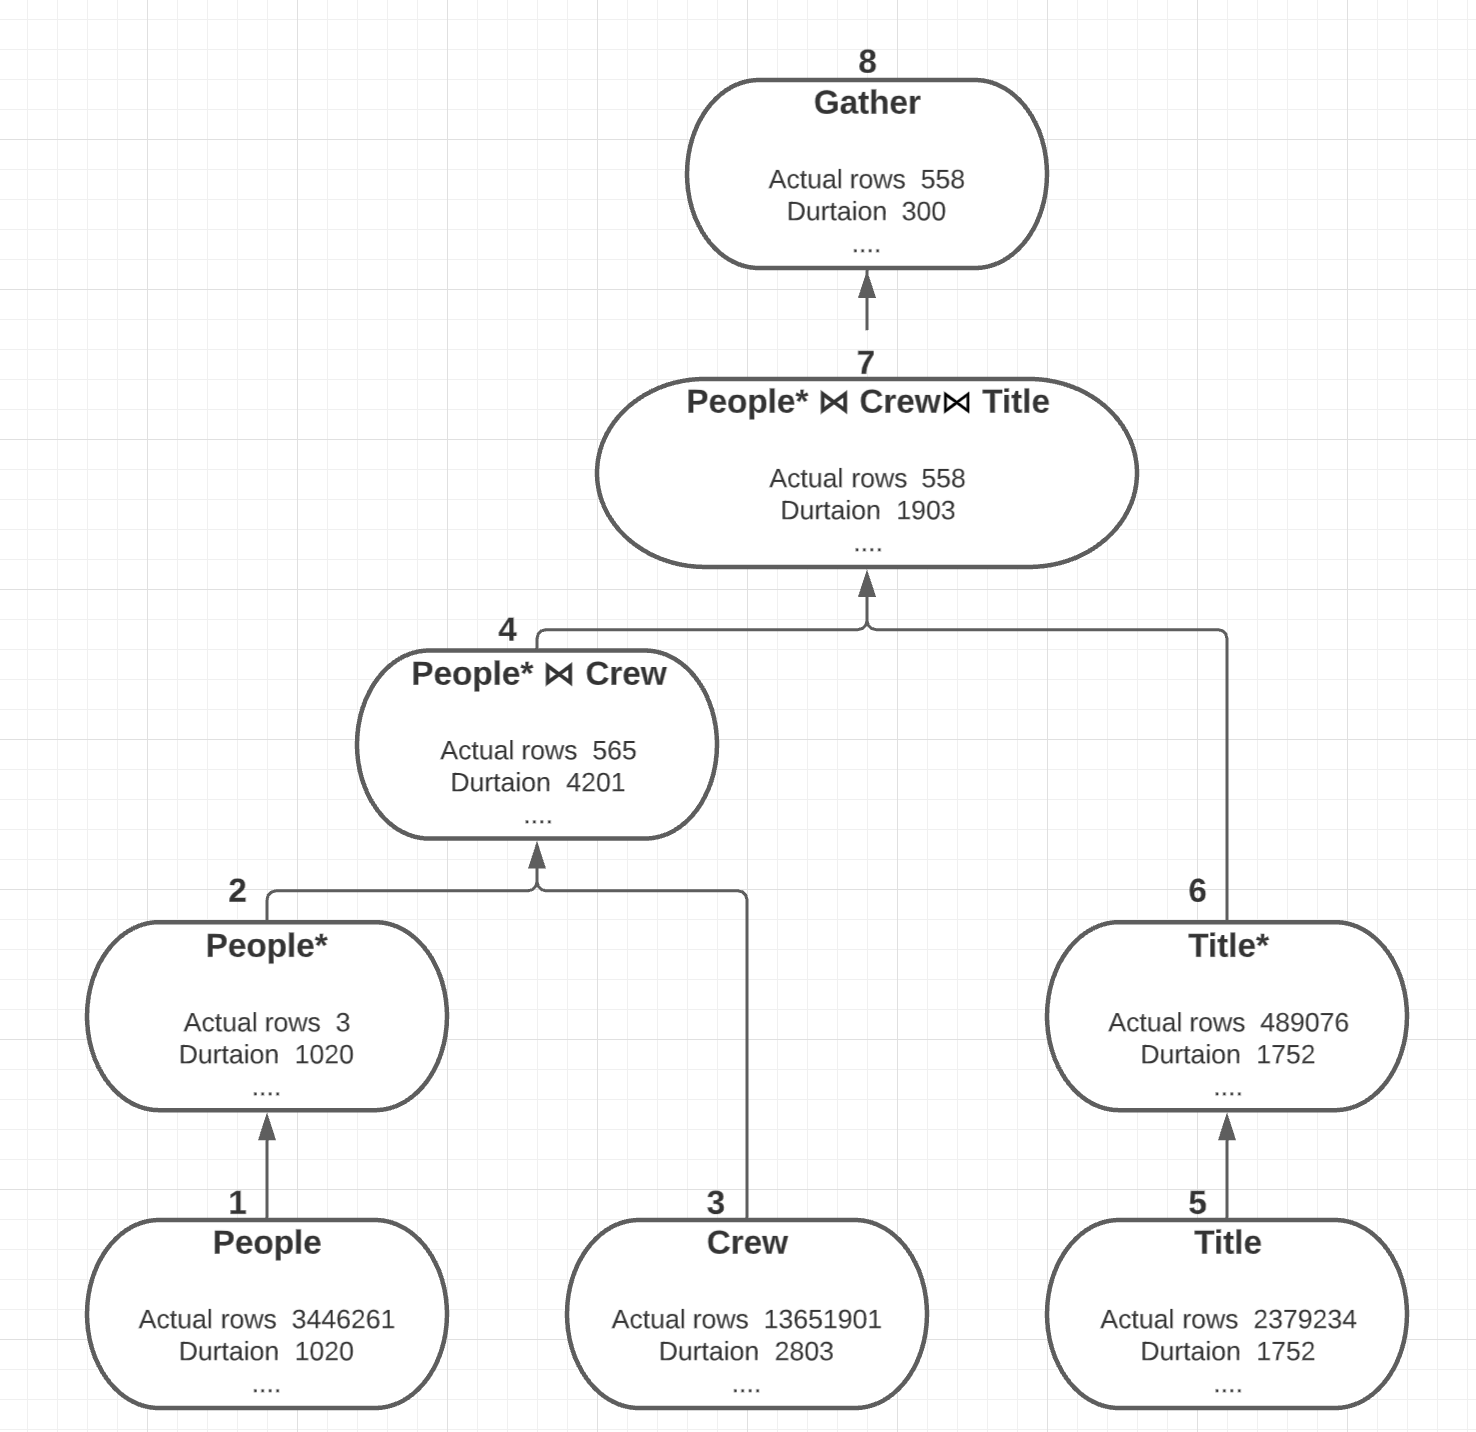 8
Gather
Actual rows 558
Durtaion 300
....
7
People* ⋈ Crew⋈ Title
Actual rows 558
Durtaion 1903
....
4
People* ⋈ Crew
Actual rows 565
Durtaion 4201
....
2
People*
Actual rows 3
Durtaion 1020
....
6
Title*
Actual rows 489076
Durtaion 1752
....
1
People
Actual rows 3446261
Durtaion 1020
....
3
Crew
Actual rows 13651901
Durtaion 2803
....
5
Title
Actual rows 2379234
Durtaion 1752
....